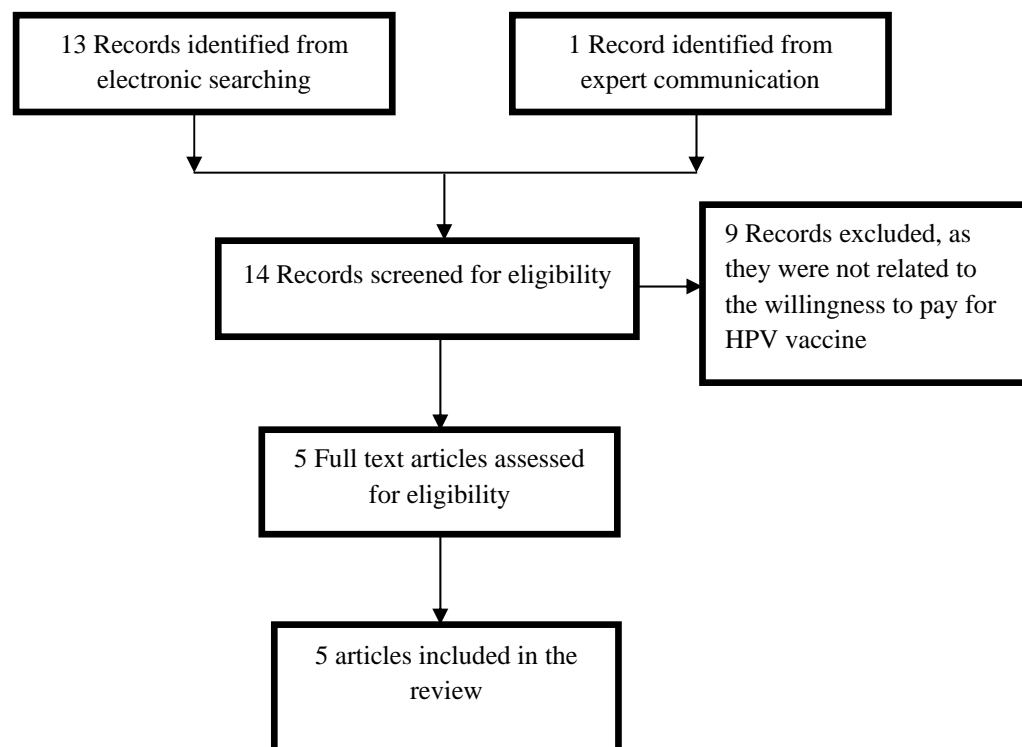 13 Records identified from
electronic searching
1 Record identified from
expert communication
14 Records screened for eligibility
9 Records excluded, as
they were not related to
the willingness to pay for
HPV vaccine
5 Full text articles assessed
for eligibility
5 articles included in the
review